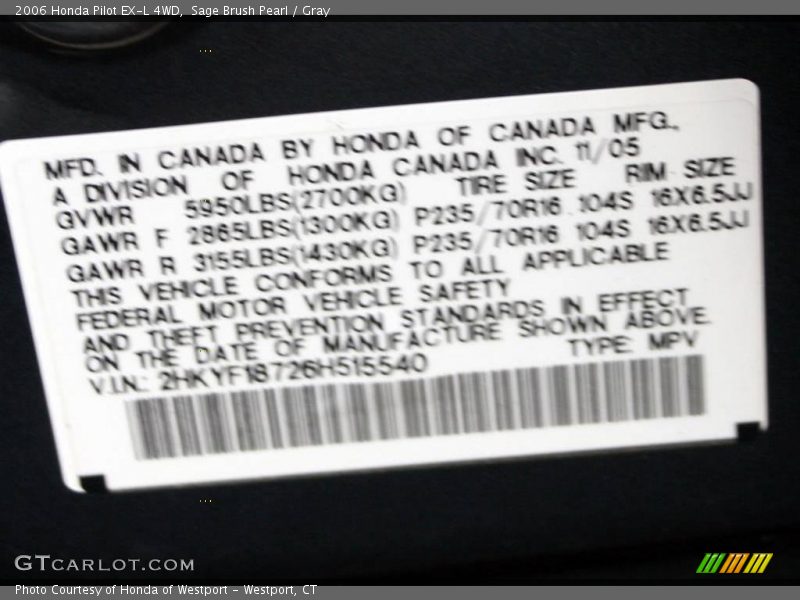 2006 Honda Pilot EX-L 4WD, Sage Brush Pearl / Gray
MFD. IN CANADA BY HONDA OF CANADA MFG.,
A DIVISION OF HONDA CANADA INC. 11/05
GVWR 5950LBS(2700KG) TIRE SIZE RIM SIZE
GAWR F 2865LBS(1300KG) P235/70R16 104S 16X6.5JJ
GAWR R 3155LBS(1430KG) P235/70R16 104S 16X6.5JJ
THIS VEHICLE CONFORMS TO ALL APPLICABLE
FEDERAL MOTOR VEHICLE SAFETY
AND THEFT PREVENTION STANDARDS IN EFFECT
ON THE DATE OF MANUFACTURE SHOWN ABOVE.
V.I.N.: 2HKYF18726H515540 TYPE: MPV
GTCARLOT.COM
Photo Courtesy of Honda of Westport - Westport, CT